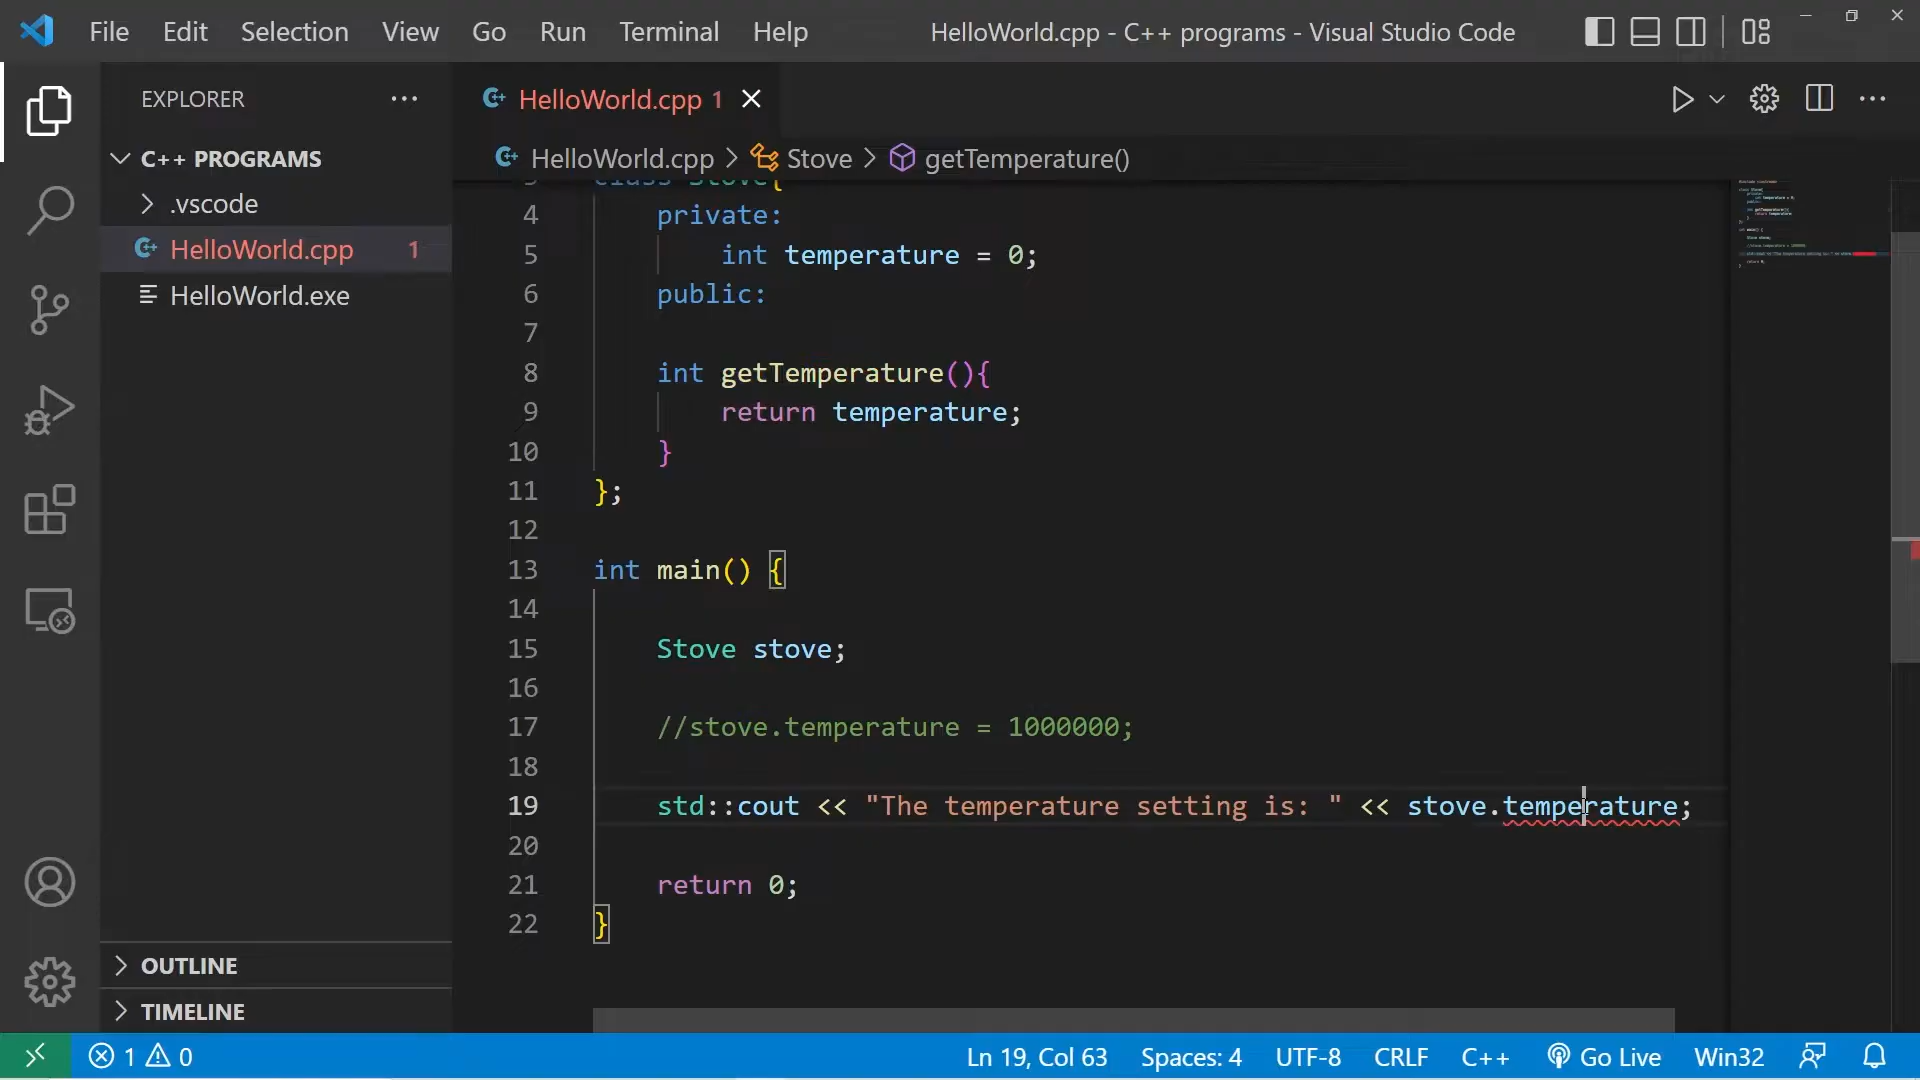 File Edit Selection View Go Run Terminal Help HelloWorld.cpp - C++ programs - Visual Studio Code
EXPLORER
C++ PROGRAMS
.vscode
HelloWorld.cpp 1
HelloWorld.exe
OUTLINE
TIMELINE
HelloWorld.cpp 1
HelloWorld.cpp > Stove > getTemperature()
3 class Stove{
4 private:
5 int temperature = 0;
6 public:
7
8 int getTemperature(){
9 return temperature;
10 }
11 };
12
13 int main() {
14
15 Stove stove;
16
17 //stove.temperature = 1000000;
18
19 std::cout << "The temperature setting is: " << stove.temperature;
20
21 return 0;
22 }
1 0 Ln 19, Col 63 Spaces: 4 UTF-8 CRLF C++ Go Live Win32